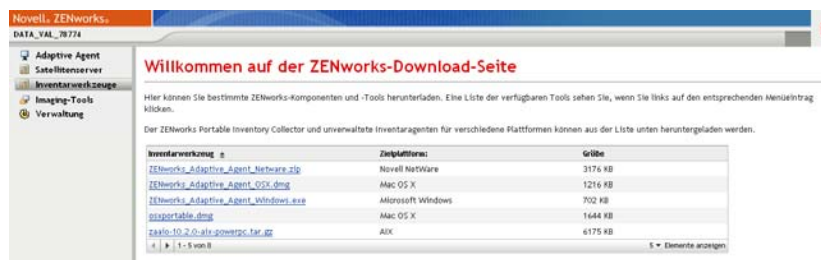 Novell® ZENworks®
DATA_VAL_78774
Adaptive Agent
Satellitenserver
Inventarwerkzeuge
Imaging-Tools
Verwaltung
Willkommen auf der ZENworks-Download-Seite
Hier können Sie bestimmte ZENworks-Komponenten und -Tools herunterladen. Eine Liste der verfügbaren Tools sehen Sie, wenn Sie links auf den entsprechenden Menüeintrag
klicken.
Der ZENworks Portable Inventory Collector und unverwaltete Inventaragenten für verschiedene Plattformen können aus der Liste unten heruntergeladen werden.
Inventarwerkzeug Zielplattform: Größe
ZENworks_Adaptive_Agent_Netware.zip Novell NetWare 3176 KB
ZENworks_Adaptive_Agent_OSX.dmg Mac OS X 1216 KB
ZENworks_Adaptive_Agent_Windows.exe Microsoft Windows 702 KB
osxportable.dmg Mac OS X 1644 KB
zaalo-10.2.0-aix-powerpc.tar.gz AIX 6175 KB
1 - 5 von 8 5 Elemente anzeigen